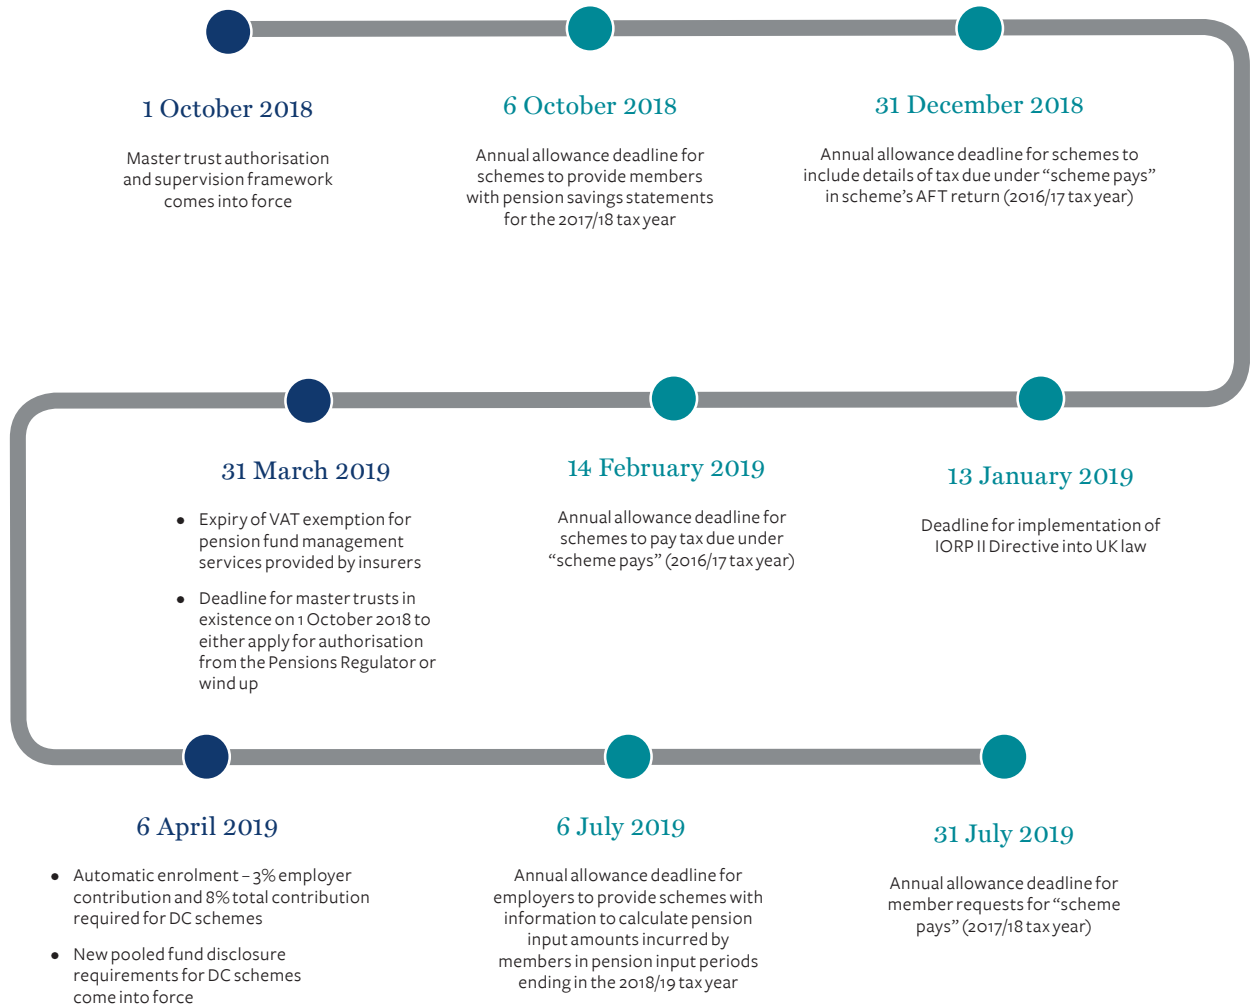 1 October 2018
Master trust authorisation
and supervision framework
comes into force
6 October 2018
Annual allowance deadline for
schemes to provide members
with pension savings statements
for the 2017/18 tax year
31 December 2018
Annual allowance deadline for schemes to
include details of tax due under “scheme pays”
in scheme’s AFT return (2016/17 tax year)
13 January 2019
Deadline for implementation of
IORP II Directive into UK law
14 February 2019
Annual allowance deadline for
schemes to pay tax due under
“scheme pays” (2016/17 tax year)
31 March 2019
• Expiry of VAT exemption for
pension fund management
services provided by insurers
• Deadline for master trusts in
existence on 1 October 2018 to
either apply for authorisation
from the Pensions Regulator or
wind up
6 April 2019
• Automatic enrolment – 3% employer
contribution and 8% total contribution
required for DC schemes
• New pooled fund disclosure
requirements for DC schemes
come into force
6 July 2019
Annual allowance deadline for
employers to provide schemes with
information to calculate pension
input amounts incurred by
members in pension input periods
ending in the 2018/19 tax year
31 July 2019
Annual allowance deadline for
member requests for “scheme
pays” (2017/18 tax year)